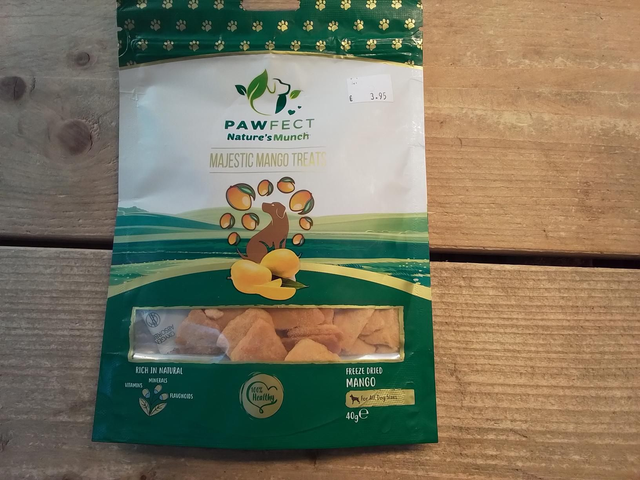 £ 3.95
PAWFECT
Nature's Munch
MAJESTIC MANGO TREATS
RICH IN NATURAL
MINERALS
VITAMINS
FLAVENOIDS
100%
Healthy
FREEZE DRIED
MANGO
For All Dog Sizes
40g℮